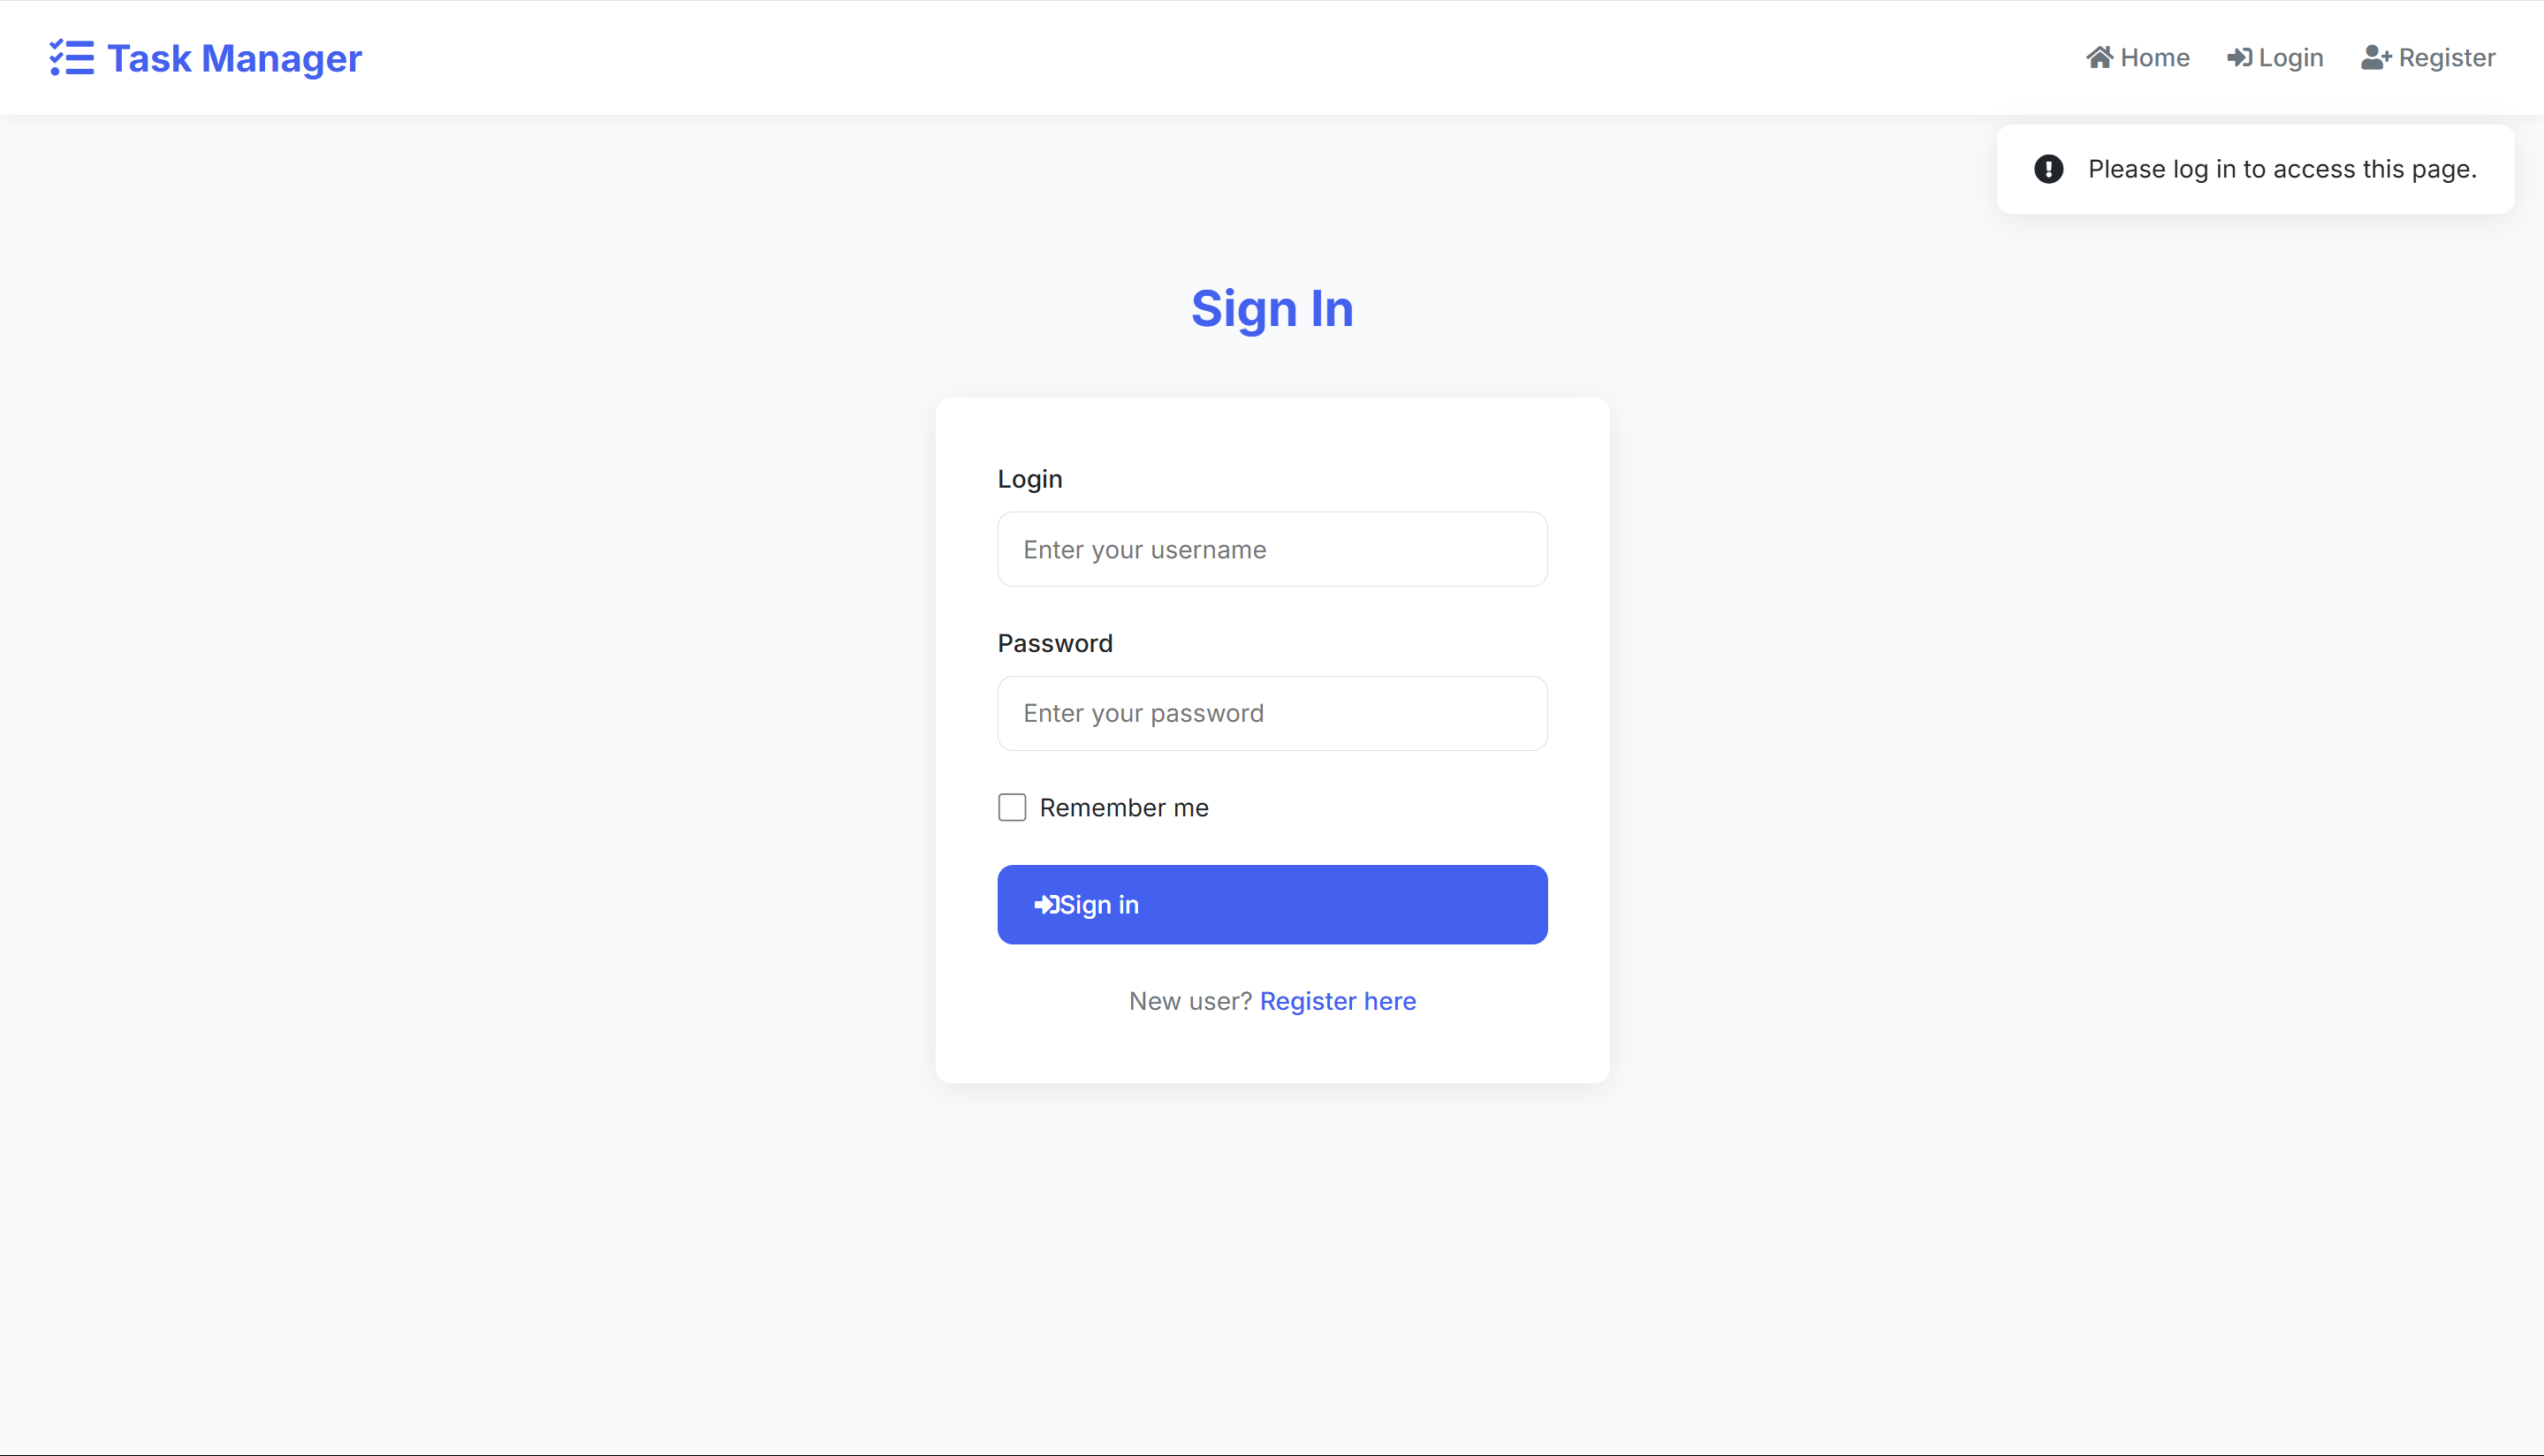 Task Manager
Home Login Register
Please log in to access this page.
Sign In
Login
Enter your username
Password
Enter your password
Remember me
Sign in
New user? Register here